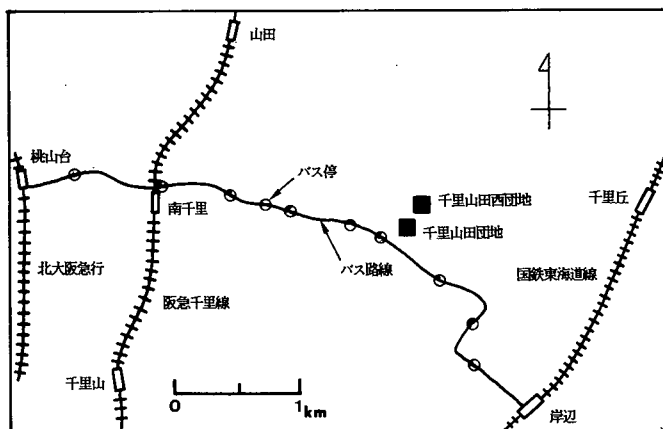 山田
桃山台
バス停
千里丘
千里山田西団地
南千里
千里山田団地
バス路線
北大阪急行
国鉄東海道線
阪急千里線
千里山
0
1km
岸辺